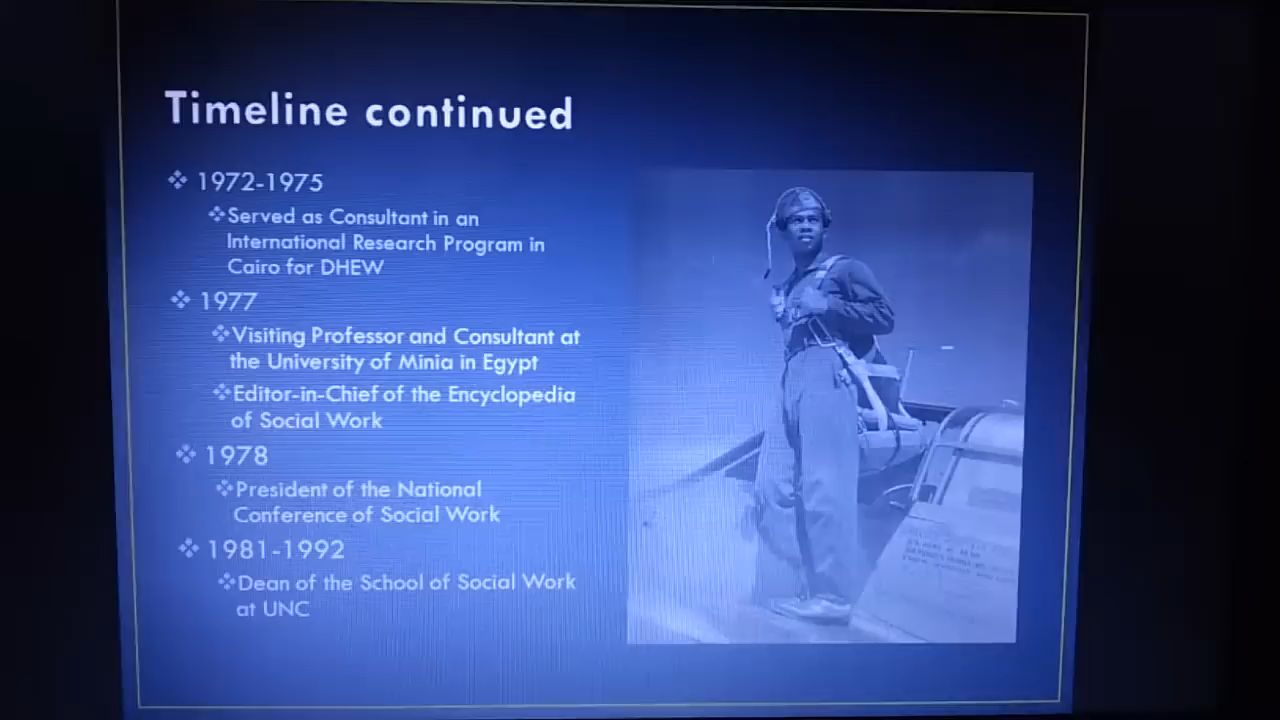 Timeline continued
1972-1975
Served as Consultant in an
International Research Program in
Cairo for DHEW
1977
Visiting Professor and Consultant at
the University of Minia in Egypt
Editor-in-Chief of the Encyclopedia
of Social Work
1978
President of the National
Conference of Social Work
1981-1992
Dean of the School of Social Work
at UNC